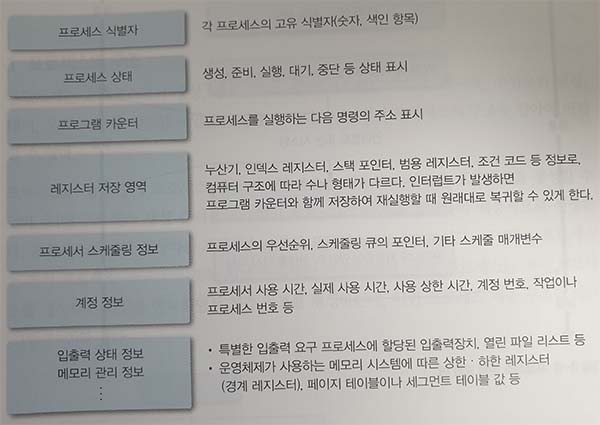 프로세스 식별자
각 프로세스의 고유 식별자(숫자, 색인 항목)
프로세스 상태
생성, 준비, 실행, 대기, 중단 등 상태 표시
프로그램 카운터
프로세스를 실행하는 다음 명령의 주소 표시
레지스터 저장 영역
누산기, 인덱스 레지스터, 스택 포인터, 범용 레지스터, 조건 코드 등 정보로,
컴퓨터 구조에 따라 수나 형태가 다르다. 인터럽트가 발생하면
프로그램 카운터와 함께 저장하여 재실행할 때 원래대로 복귀할 수 있게 한다.
프로세서 스케줄링 정보
프로세스의 우선순위, 스케줄링 큐의 포인터, 기타 스케줄 매개변수
계정 정보
프로세서 사용 시간, 실제 사용 시간, 사용 상한 시간, 계정 번호, 작업이나
프로세스 번호 등
입출력 상태 정보
메모리 관리 정보
⋮
• 특별한 입출력 요구 프로세스에 할당된 입출력장치, 열린 파일 리스트 등
• 운영체제가 사용하는 메모리 시스템에 따른 상한 · 하한 레지스터
(경계 레지스터), 페이지 테이블이나 세그먼트 테이블 값 등